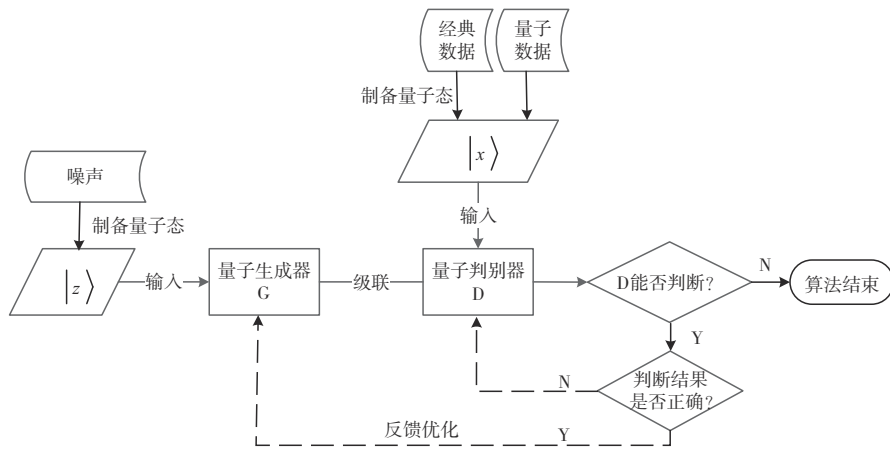 经典
数据
量子
数据
制备量子态
|x⟩
噪声
输入
制备量子态
|z⟩
输入
量子生成器
G
级联
量子判别器
D
D能否判断?
N
算法结束
Y
判断结果
是否正确?
N
反馈优化
Y